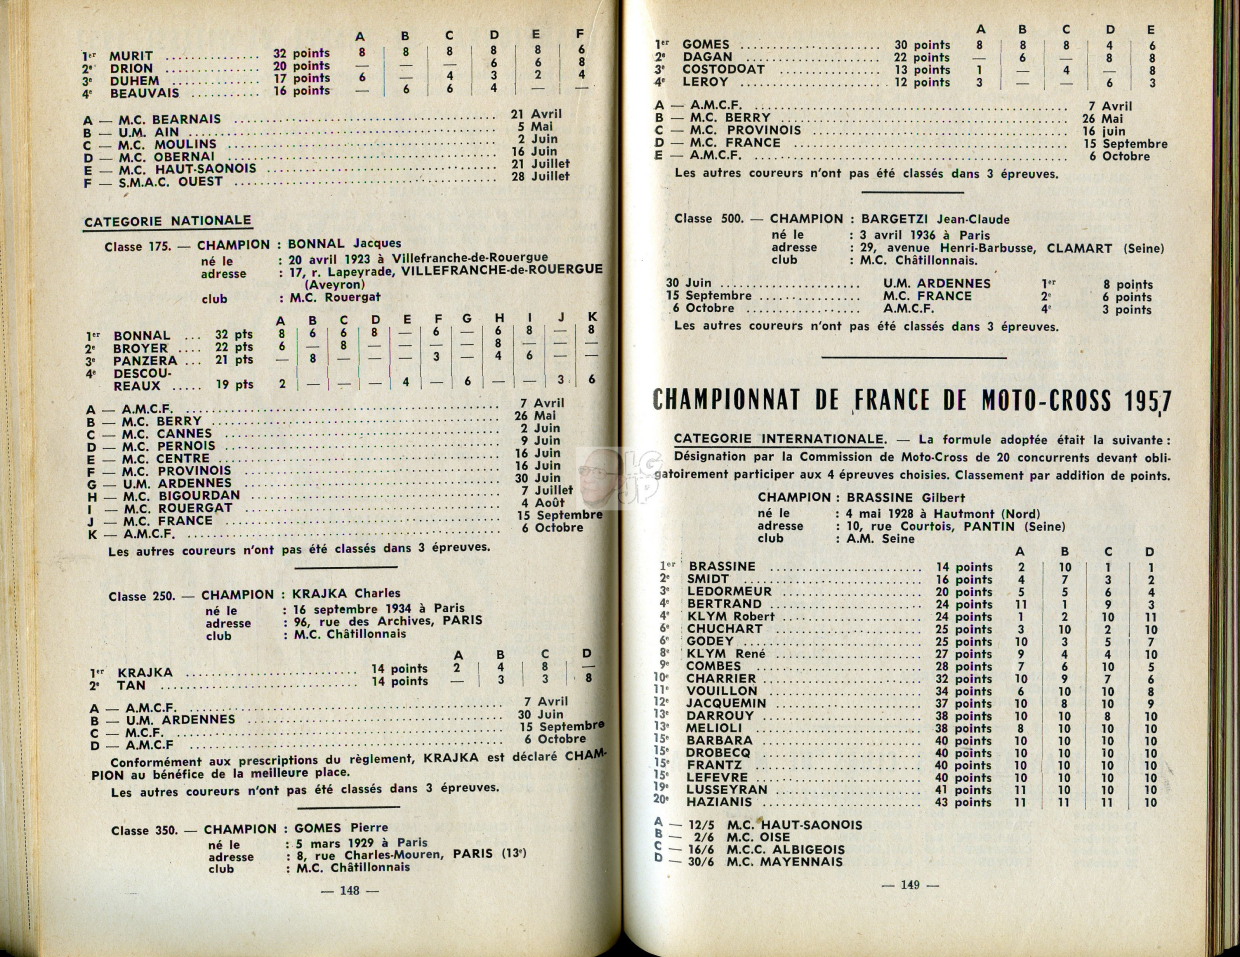 A B C D E F
1er MURIT .............. 32 points 8 8 8 8 8 6
2e DRION .............. 20 points — — — 6 6 8
3e DUHEM .............. 17 points 6 — 4 3 2 4
4e BEAUVAIS ........... 16 points — 6 6 4 — —
A — M.C. BEARNAIS .................... 21 Avril
B — U.M. AIN .................... 5 Mai
C — M.C. MOULINS .................... 2 Juin
D — M.C. OBERNAI .................... 16 Juin
E — M.C. HAUT-SAONOIS .................... 21 Juillet
F — S.M.A.C. OUEST .................... 28 Juillet
CATEGORIE NATIONALE
Classe 175. — CHAMPION : BONNAL Jacques
né le : 20 avril 1923 à Villefranche-de-Rouergue
adresse : 17, r. Lapeyrade, VILLEFRANCHE-de-ROUERGUE
(Aveyron)
club : M.C. Rouergat
A B C D E F G H I J K
1er BONNAL ... 32 pts 8 6 6 8 — 6 — 6 8 — 8
2e BROYER .... 22 pts 6 — 8 — — — — 8 — — —
3e PANZERA ... 21 pts — 8 — — — 3 — 4 6 — —
4e DESCOU-
REAUX ..... 19 pts 2 — — — 4 — 6 — — 3 6
A — A.M.C.F. .................... 7 Avril
B — M.C. BERRY .................... 26 Mai
C — M.C. CANNES .................... 2 Juin
D — M.C. PERNOIS .................... 9 Juin
E — M.C. CENTRE .................... 16 Juin
F — M.C. PROVINOIS .................... 16 Juin
G — U.M. ARDENNES .................... 30 Juin
H — M.C. BIGOURDAN .................... 7 Juillet
I — M.C. ROUERGAT .................... 4 Août
J — M.C. FRANCE .................... 15 Septembre
K — A.M.C.F. .................... 6 Octobre
Les autres coureurs n'ont pas été classés dans 3 épreuves.
Classe 250. — CHAMPION : KRAJKA Charles
né le : 16 septembre 1934 à Paris
adresse : 96, rue des Archives, PARIS
club : M.C. Châtillonnais
A B C D
1er KRAJKA .................... 14 points 2 4 8 —
2e TAN .................... 14 points — 3 3 8
A — A.M.C.F. .................... 7 Avril
B — U.M. ARDENNES .................... 30 Juin
C — M.C.F. .................... 15 Septembre
D — A.M.C.F .................... 6 Octobre
Conformément aux prescriptions du règlement, KRAJKA est déclaré CHAM-
PION au bénéfice de la meilleure place.
Les autres coureurs n'ont pas été classés dans 3 épreuves.
Classe 350. — CHAMPION : GOMES Pierre
né le : 5 mars 1929 à Paris
adresse : 8, rue Charles-Mouren, PARIS (13e)
club : M.C. Châtillonnais
— 148 —
A B C D E
1er GOMES .................... 30 points 8 8 8 4 6
2e DAGAN .................... 22 points — 6 — 8 8
3e COSTODOAT .................... 13 points 1 — 4 — 8
4e LEROY .................... 12 points 3 — — 6 3
A — A.M.C.F. .................... 7 Avril
B — M.C. BERRY .................... 26 Mai
C — M.C. PROVINOIS .................... 16 juin
D — M.C. FRANCE .................... 15 Septembre
E — A.M.C.F. .................... 6 Octobre
Les autres coureurs n'ont pas été classés dans 3 épreuves.
Classe 500. — CHAMPION : BARGETZI Jean-Claude
né le : 3 avril 1936 à Paris
adresse : 29, avenue Henri-Barbusse, CLAMART (Seine)
club : M.C. Châtillonnais.
30 Juin .................... U.M. ARDENNES 1er 8 points
15 Septembre ............... M.C. FRANCE 2e 6 points
6 Octobre ................ A.M.C.F. 4e 3 points
Les autres coureurs n'ont pas été classés dans 3 épreuves.
CHAMPIONNAT DE FRANCE DE MOTO-CROSS 1957
CATEGORIE INTERNATIONALE. — La formule adoptée était la suivante :
Désignation par la Commission de Moto-Cross de 20 concurrents devant obli-
gatoirement participer aux 4 épreuves choisies. Classement par addition de points.
CHAMPION : BRASSINE Gilbert
né le : 4 mai 1928 à Hautmont (Nord)
adresse : 10, rue Courtois, PANTIN (Seine)
club : A.M. Seine
A B C D
1er BRASSINE .................... 14 points 2 10 1 1
2e SMIDT .................... 16 points 4 7 3 2
3e LEDORMEUR .................... 20 points 5 5 6 4
4e BERTRAND .................... 24 points 11 1 9 3
4e KLYM Robert .................... 24 points 1 2 10 11
6e CHUCHART .................... 25 points 3 10 2 10
6e GODEY .................... 25 points 10 3 5 7
8e KLYM René .................... 27 points 9 4 4 10
9e COMBES .................... 28 points 7 6 10 5
10e CHARRIER .................... 32 points 10 9 7 6
11e VOUILLON .................... 34 points 6 10 10 8
12e JACQUEMIN .................... 37 points 10 8 10 9
13e DARROUY .................... 38 points 10 10 8 10
13e MELIOLI .................... 38 points 8 10 10 10
15e BARBARA .................... 40 points 10 10 10 10
15e DROBECQ .................... 40 points 10 10 10 10
15e FRANTZ .................... 40 points 10 10 10 10
15e LEFEVRE .................... 40 points 10 10 10 10
19e LUSSEYRAN .................... 41 points 11 10 10 10
20e HAZIANIS .................... 43 points 11 11 11 10
A — 12/5 M.C. HAUT-SAONOIS
B — 2/6 M.C. OISE
C — 16/6 M.C.C. ALBIGEOIS
D — 30/6 M.C. MAYENNAIS
— 149 —
LG
JP